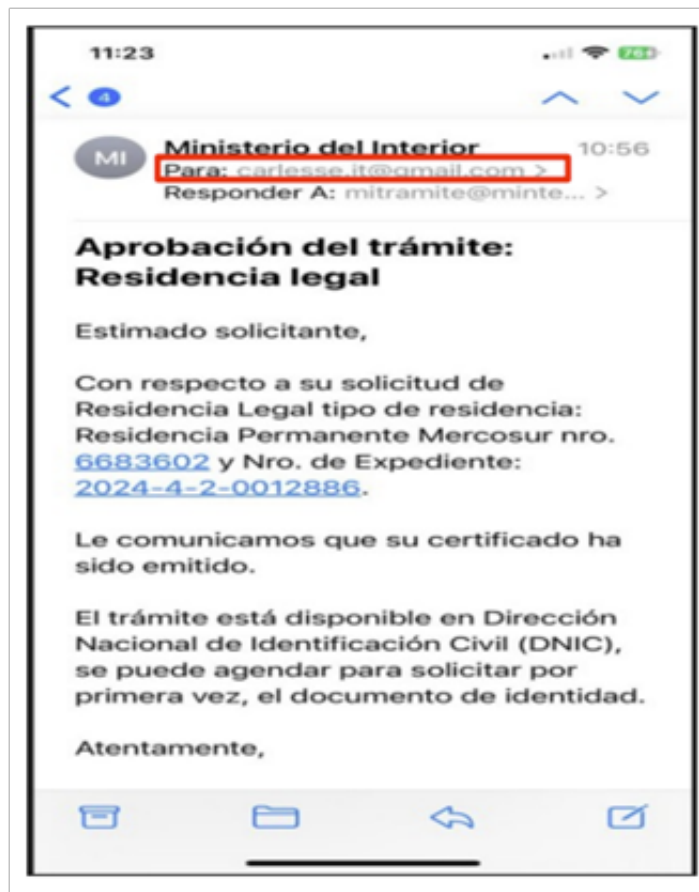 11:23
76
4
MI
Ministerio del Interior
10:56
Para: carlesse.it@gmail.com >
Responder A: mitramite@minte... >
Aprobación del trámite:
Residencia legal
Estimado solicitante,
Con respecto a su solicitud de
Residencia Legal tipo de residencia:
Residencia Permanente Mercosur nro.
6683602 y Nro. de Expediente:
2024-4-2-0012886.
Le comunicamos que su certificado ha
sido emitido.
El trámite está disponible en Dirección
Nacional de Identificación Civil (DNIC),
se puede agendar para solicitar por
primera vez, el documento de identidad.
Atentamente,